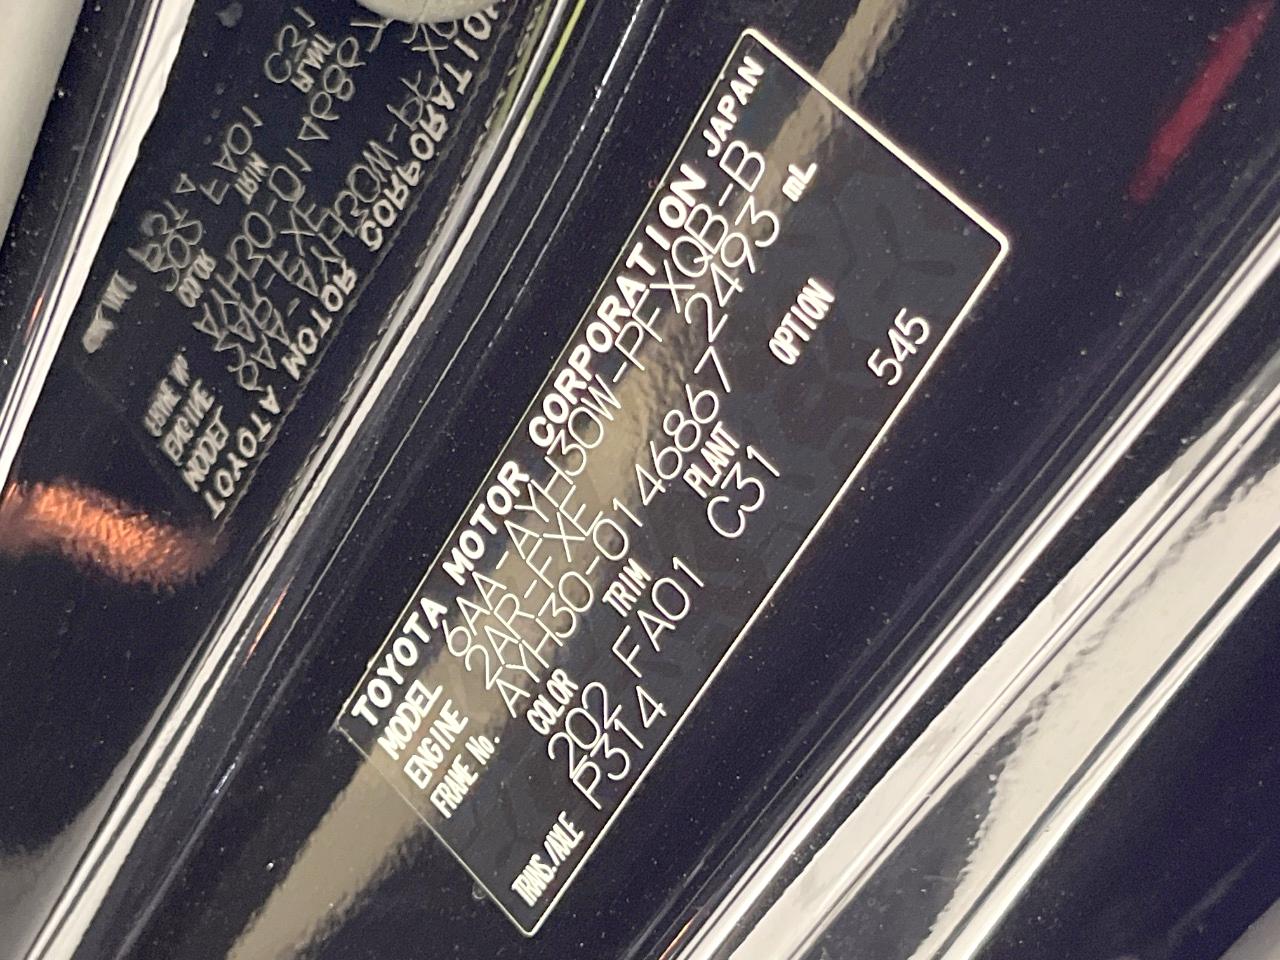 TOYOTA MOTOR CORPORATION JAPAN
MODEL 6AA-AYH30W-PFXQB-B
ENGINE 2AR-FXE 2493 mL
FRAME No. AYH30-0146867
COLOR TRIM PLANT OPTION
202 FA01 C31
TRANS./AXLE P314 545